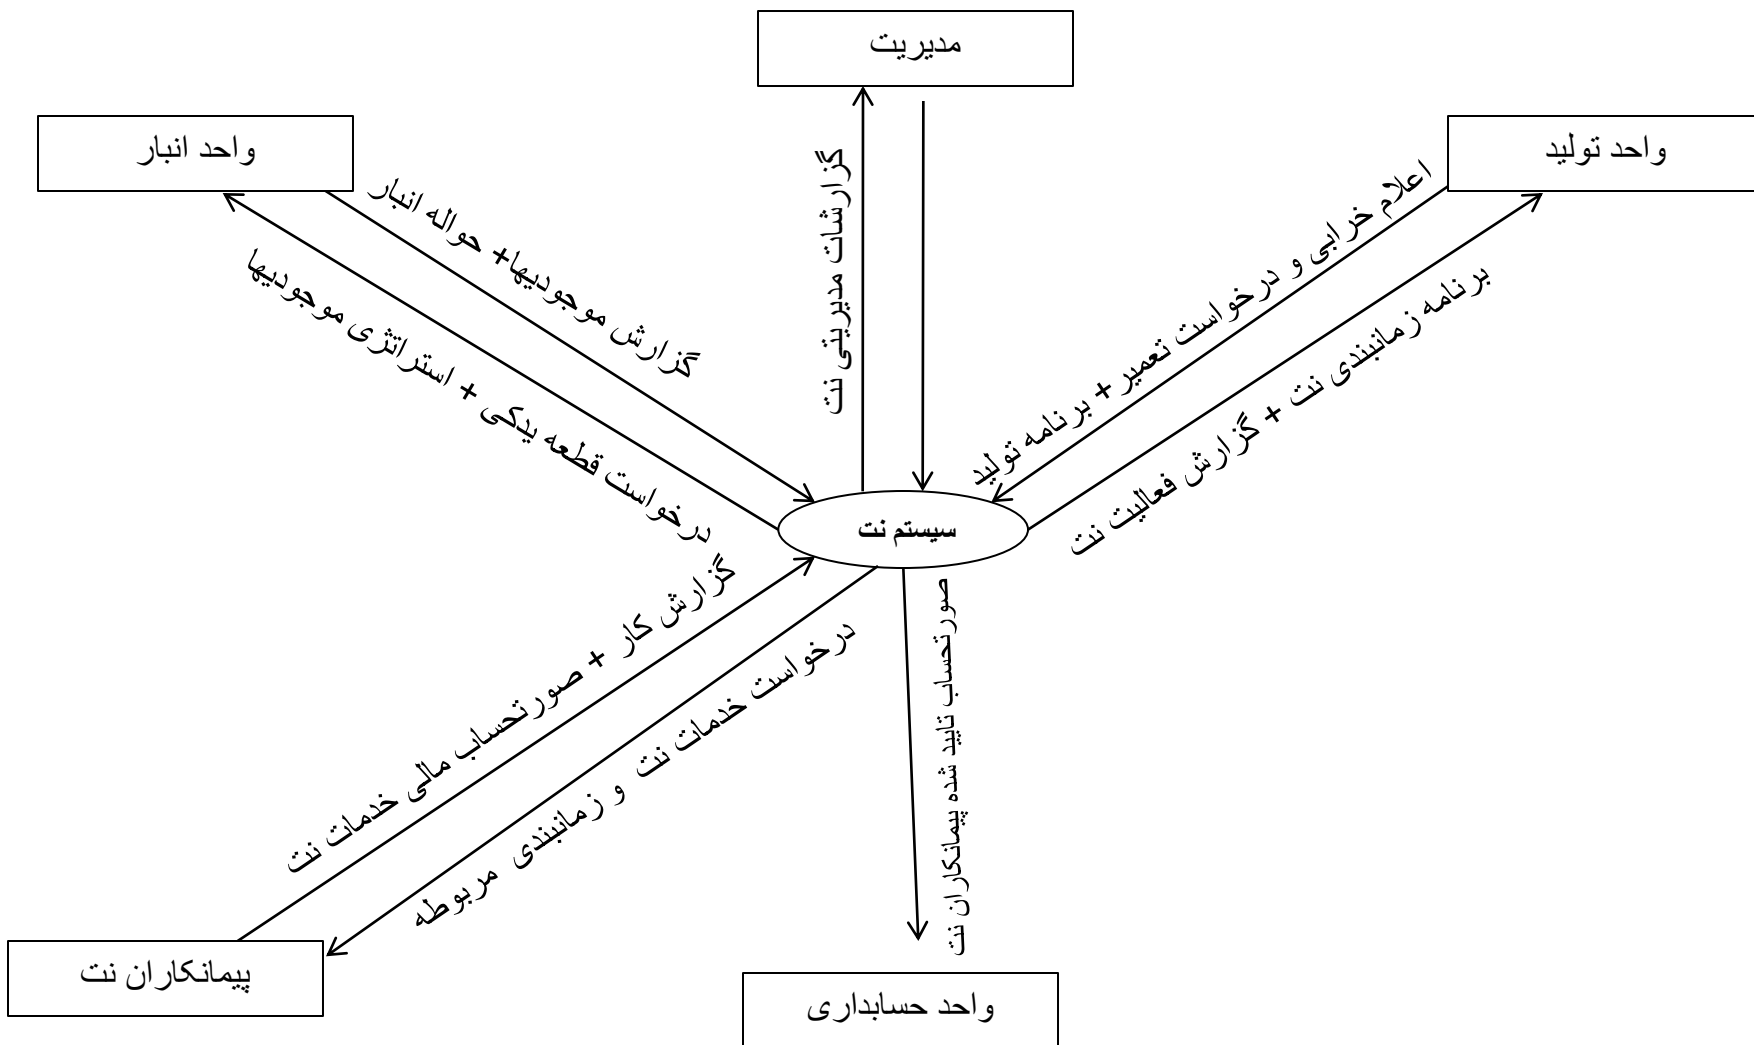 مدیریت
واحد انبار
واحد تولید
گزارش موجودیها+ حواله انبار
درخواست قطعه یدکی + استراتژی موجودیها
گزارشات مدیریتی نت
اعلام خرابی و درخواست تعمیر+ برنامه تولید
برنامه زمانبندی نت + گزارش فعالیت نت
سیستم نت
گزارش کار + صورتحساب مالی خدمات نت
درخواست خدمات نت و زمانبندی مربوطه
صورتحساب تایید شده پیمانکاران نت
پیمانکاران نت
واحد حسابداری